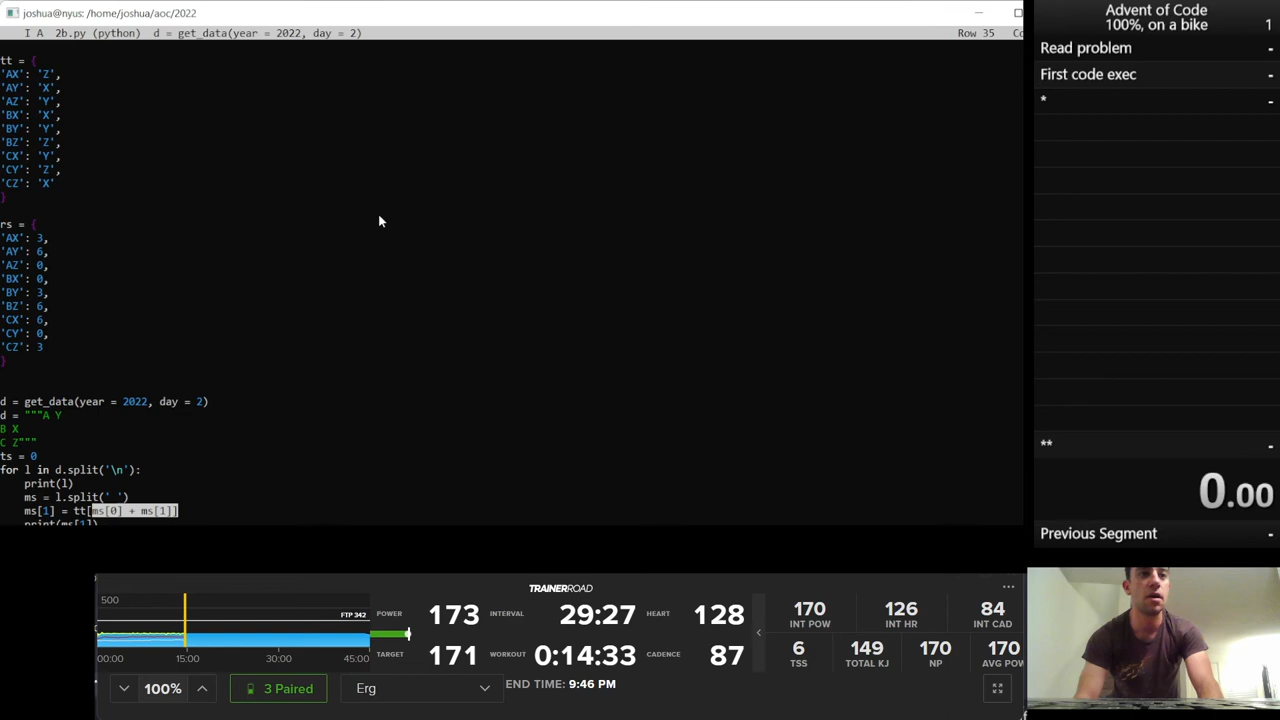 joshua@nyus: /home/joshua/aoc/2022
I A 2b.py (python) d = get_data(year = 2022, day = 2) Row 35 Co
tt = {
'AX': 'Z',
'AY': 'X',
'AZ': 'Y',
'BX': 'X',
'BY': 'Y',
'BZ': 'Z',
'CX': 'Y',
'CY': 'Z',
'CZ': 'X'
}
rs = {
'AX': 3,
'AY': 6,
'AZ': 0,
'BX': 0,
'BY': 3,
'BZ': 6,
'CX': 6,
'CY': 0,
'CZ': 3
}
d = get_data(year = 2022, day = 2)
d = """A Y
B X
C Z"""
ts = 0
for l in d.split('\n'):
print(l)
ms = l.split(' ')
ms[1] = tt[ms[0] + ms[1]]
print(ms[1])
Advent of Code
100%, on a bike 1
Read problem -
First code exec -
* -
** -
0.00
Previous Segment -
TRAINERROAD
500
FTP 342
00:00 15:00 30:00 45:00
POWER 173 INTERVAL 29:27 HEART 128
TARGET 171 WORKOUT 0:14:33 CADENCE 87
170 126 84
INT POW INT HR INT CAD
6 149 170 170
TSS TOTAL KJ NP AVG POW
100% 3 Paired Erg END TIME: 9:46 PM